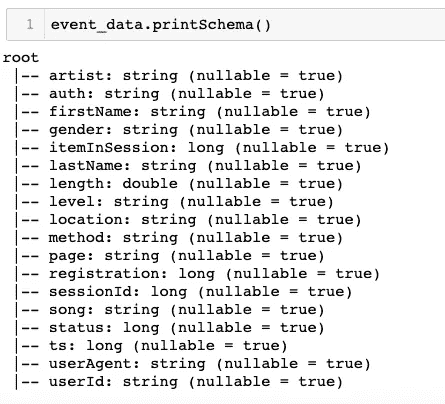 1 event_data.printSchema()
root
|-- artist: string (nullable = true)
|-- auth: string (nullable = true)
|-- firstName: string (nullable = true)
|-- gender: string (nullable = true)
|-- itemInSession: long (nullable = true)
|-- lastName: string (nullable = true)
|-- length: double (nullable = true)
|-- level: string (nullable = true)
|-- location: string (nullable = true)
|-- method: string (nullable = true)
|-- page: string (nullable = true)
|-- registration: long (nullable = true)
|-- sessionId: long (nullable = true)
|-- song: string (nullable = true)
|-- status: long (nullable = true)
|-- ts: long (nullable = true)
|-- userAgent: string (nullable = true)
|-- userId: string (nullable = true)